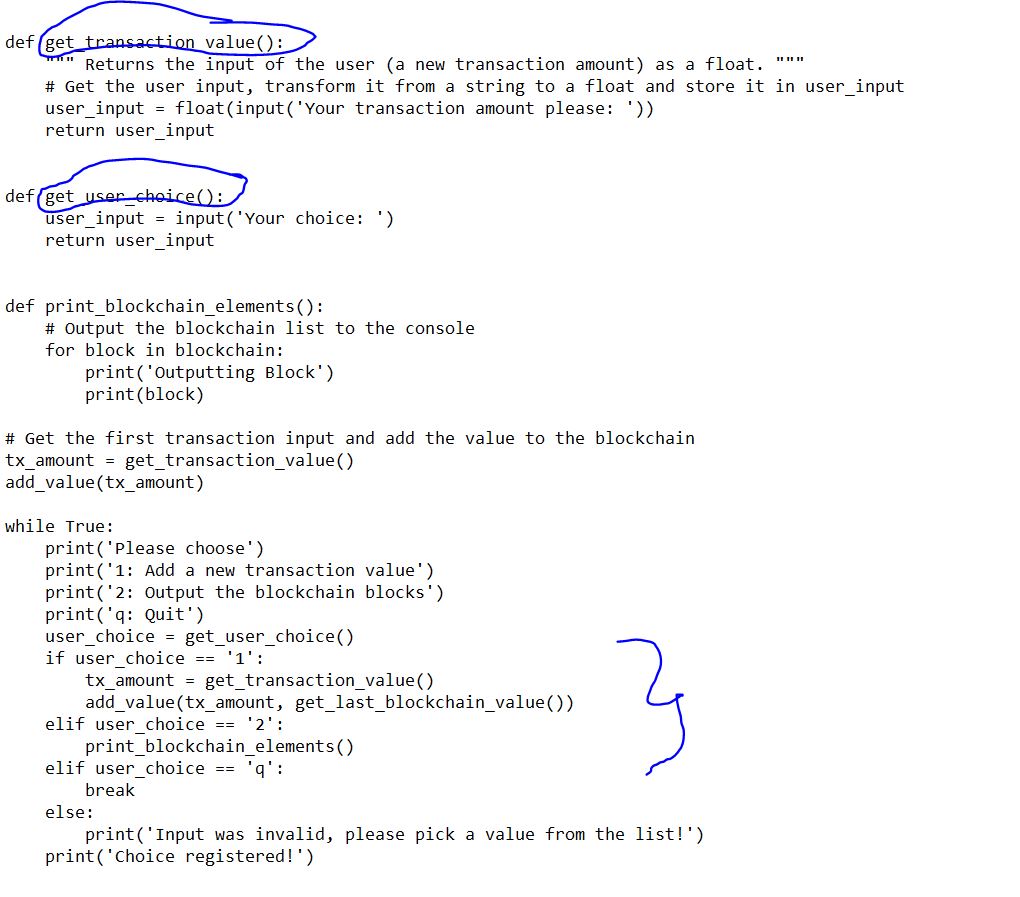 def get_transaction_value():
    """ Returns the input of the user (a new transaction amount) as a float. """
    # Get the user input, transform it from a string to a float and store it in user_input
    user_input = float(input('Your transaction amount please: '))
    return user_input
def get_user_choice():
    user_input = input('Your choice: ')
    return user_input
def print_blockchain_elements():
    # Output the blockchain list to the console
    for block in blockchain:
        print('Outputting Block')
        print(block)
# Get the first transaction input and add the value to the blockchain
tx_amount = get_transaction_value()
add_value(tx_amount)
while True:
    print('Please choose')
    print('1: Add a new transaction value')
    print('2: Output the blockchain blocks')
    print('q: Quit')
    user_choice = get_user_choice()
    if user_choice == '1':
        tx_amount = get_transaction_value()
        add_value(tx_amount, get_last_blockchain_value())
    elif user_choice == '2':
        print_blockchain_elements()
    elif user_choice == 'q':
        break
    else:
        print('Input was invalid, please pick a value from the list!')
    print('Choice registered!')